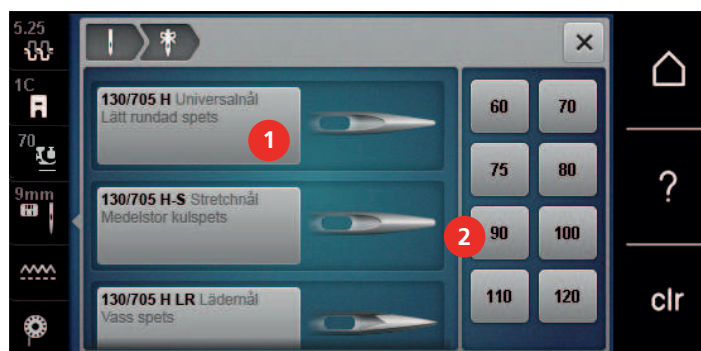 5.25
1C
70
9mm
130/705 H Universalnål
Lätt rundad spets
1
130/705 H-S Stretchnål
Medelstor kulspets
130/705 H LR Lädernål
Vass spets
60 70
75 80
2
90 100
110 120
?
clr